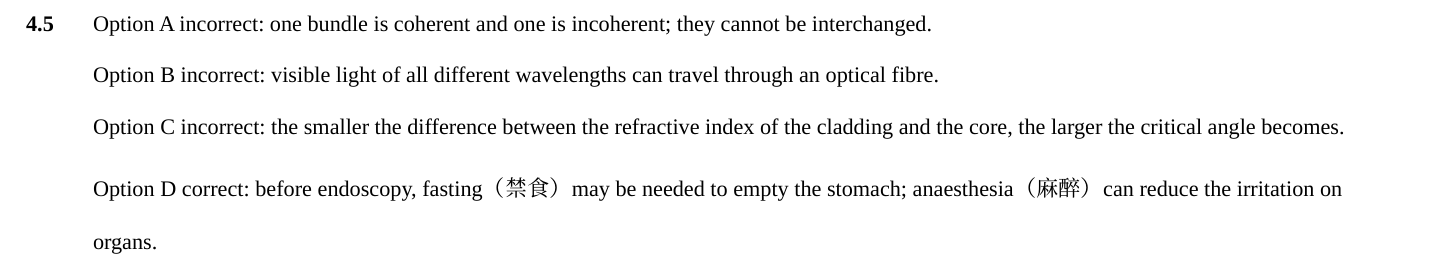 4.5 Option A incorrect: one bundle is coherent and one is incoherent; they cannot be interchanged.
Option B incorrect: visible light of all different wavelengths can travel through an optical fibre.
Option C incorrect: the smaller the difference between the refractive index of the cladding and the core, the larger the critical angle becomes.
Option D correct: before endoscopy, fasting（禁食）may be needed to empty the stomach; anaesthesia（麻醉）can reduce the irritation on
organs.